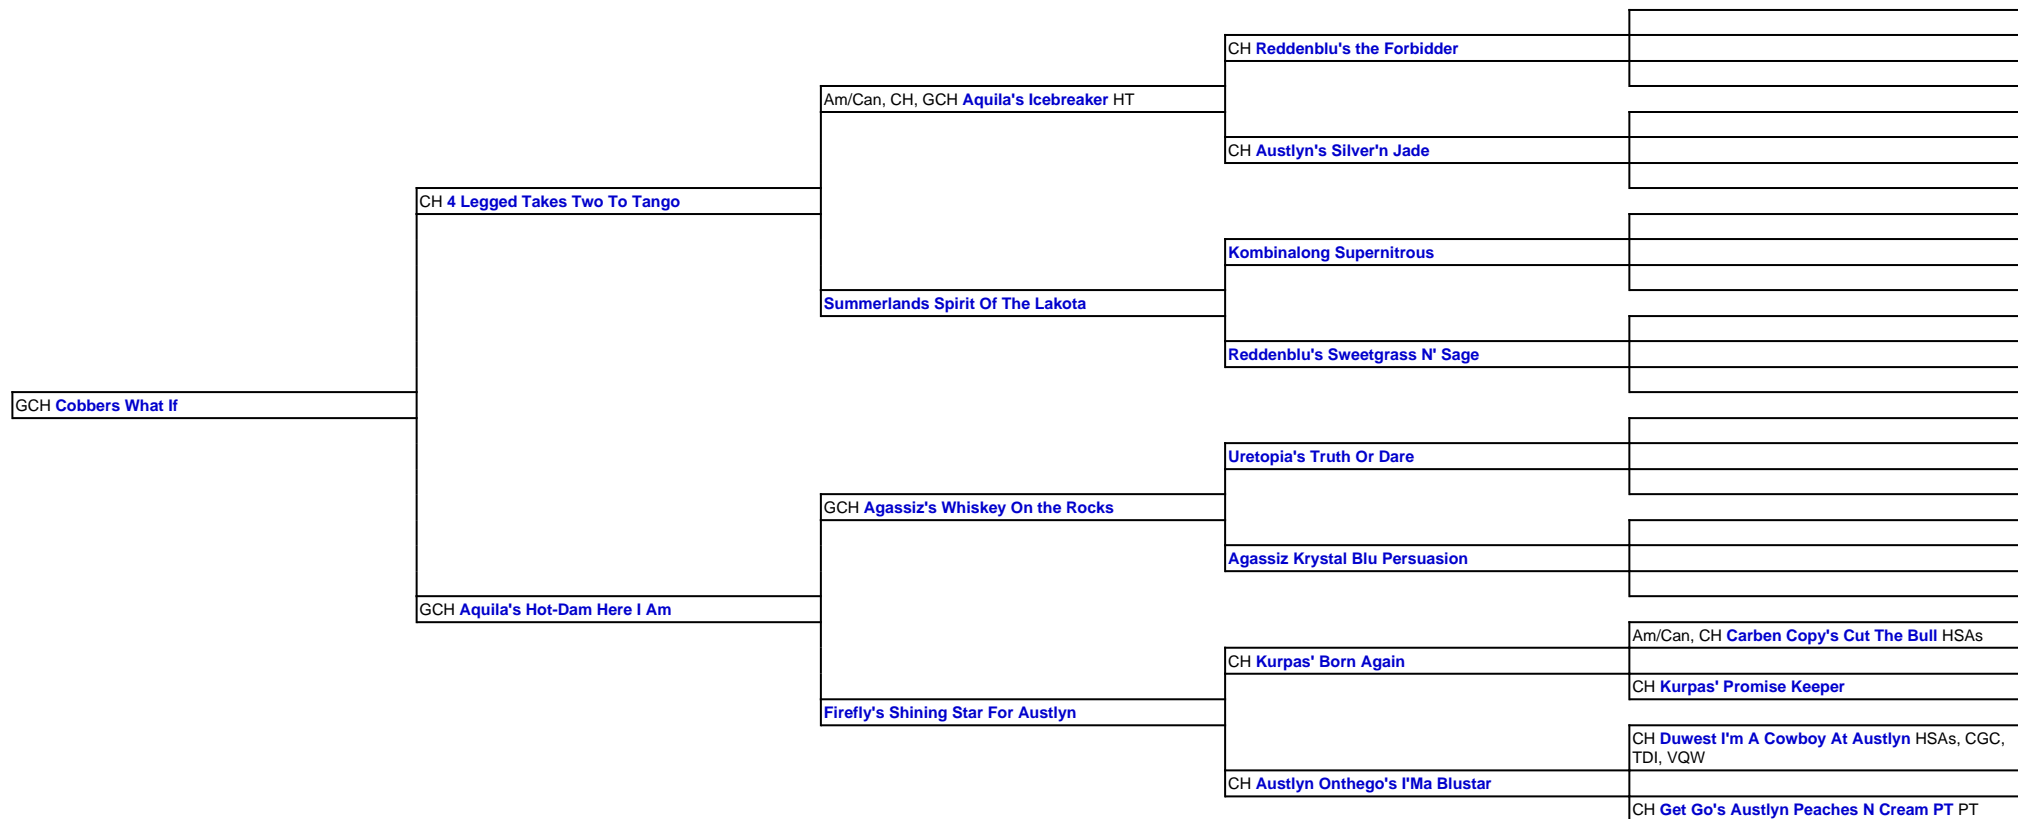 CH Reddenblu's the Forbidder
Am/Can, CH, GCH Aquila's Icebreaker HT
CH Austlyn's Silver'n Jade
CH 4 Legged Takes Two To Tango
Kombinalong Supernitrous
Summerlands Spirit Of The Lakota
Reddenblu's Sweetgrass N' Sage
GCH Cobbers What If
Uretopia's Truth Or Dare
GCH Agassiz's Whiskey On the Rocks
Agassiz Krystal Blu Persuasion
GCH Aquila's Hot-Dam Here I Am
Am/Can, CH Carben Copy's Cut The Bull HSAs
CH Kurpas' Born Again
CH Kurpas' Promise Keeper
Firefly's Shining Star For Austlyn
CH Duwest I'm A Cowboy At Austlyn HSAs, CGC,
TDI, VQW
CH Austlyn Onthego's I'Ma Blustar
CH Get Go's Austlyn Peaches N Cream PT PT